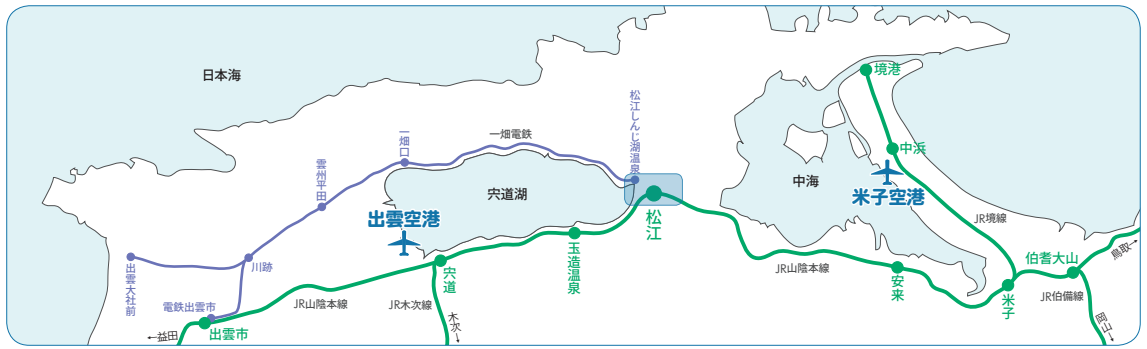 日本海
境港
松江しんじ湖温泉
一畑口
一畑電鉄
中浜
雲州平田
中海
宍道湖
米子空港
出雲空港
松江
JR境線
玉造温泉
出雲大社前
川跡
宍道
JR山陰本線
安来
伯耆大山
鳥取→
電鉄出雲市
JR山陰本線
JR木次線
米子
JR伯備線
出雲市
←益田
木次→
岡山→